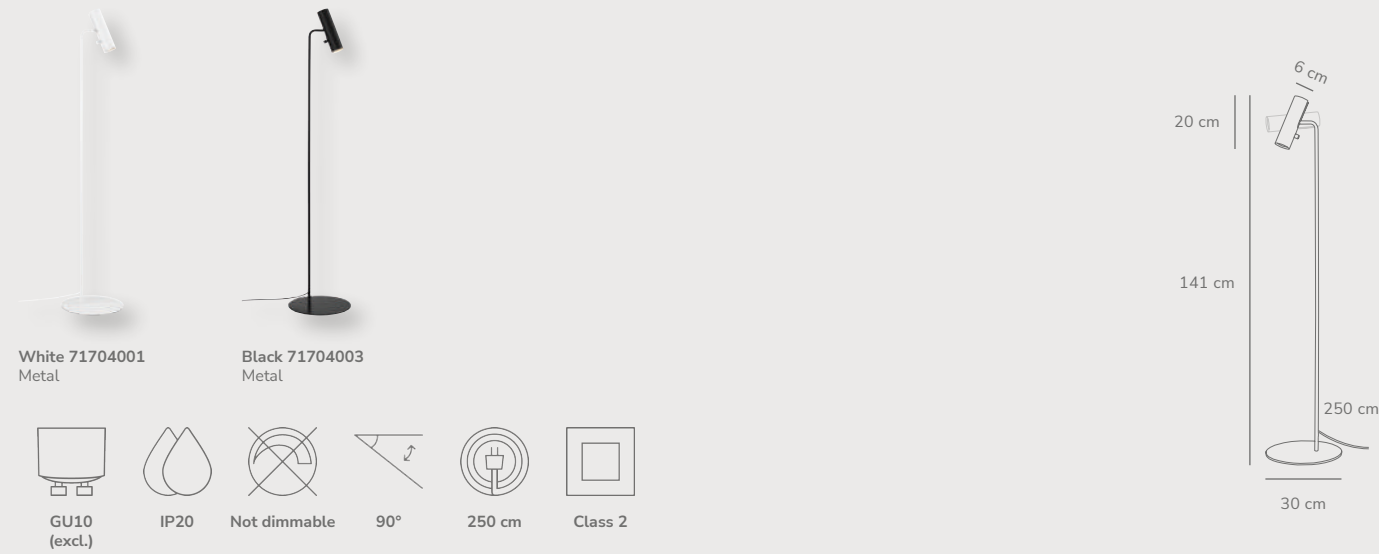 6 cm
20 cm
141 cm
White 71704001
Metal
Black 71704003
Metal
250 cm
30 cm
GU10
(excl.)
IP20
Not dimmable
90°
250 cm
Class 2